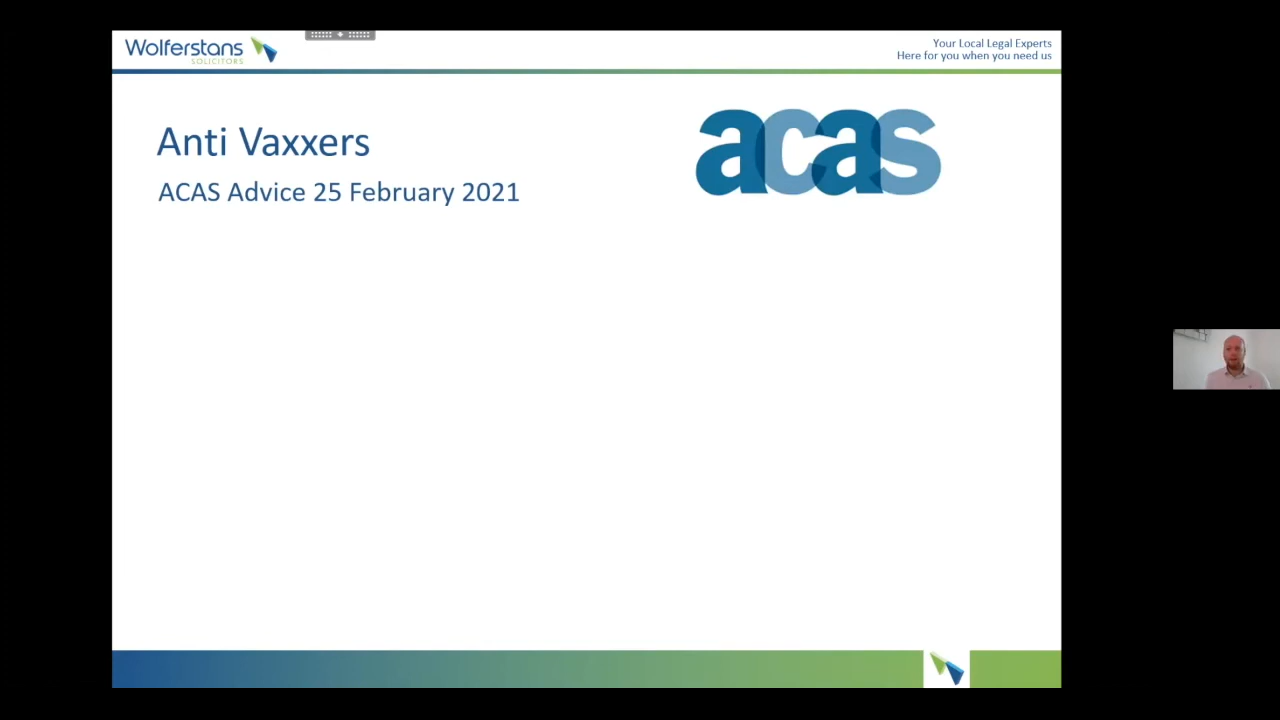 Wolferstans
SOLICITORS
Your Local Legal Experts
Here for you when you need us
Anti Vaxxers
acas
ACAS Advice 25 February 2021